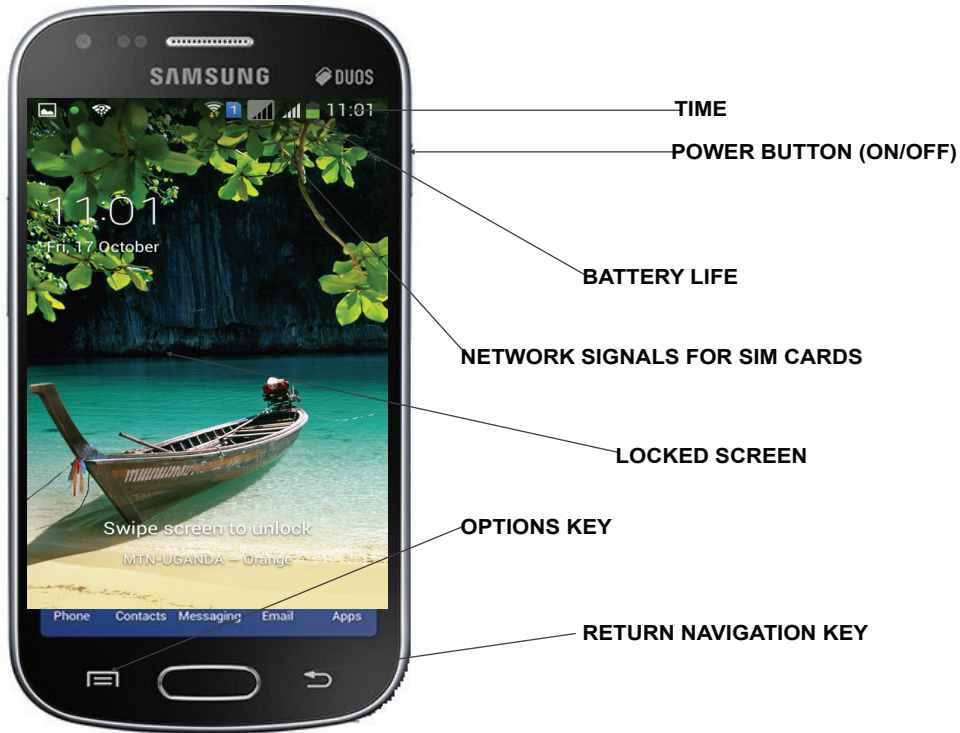 SAMSUNG DUOS
1 11:01
TIME
POWER BUTTON (ON/OFF)
11:01
Fri, 17 October
BATTERY LIFE
NETWORK SIGNALS FOR SIM CARDS
LOCKED SCREEN
OPTIONS KEY
Swipe screen to unlock
MTN-UGANDA — Orange
Phone Contacts Messaging Email Apps
RETURN NAVIGATION KEY